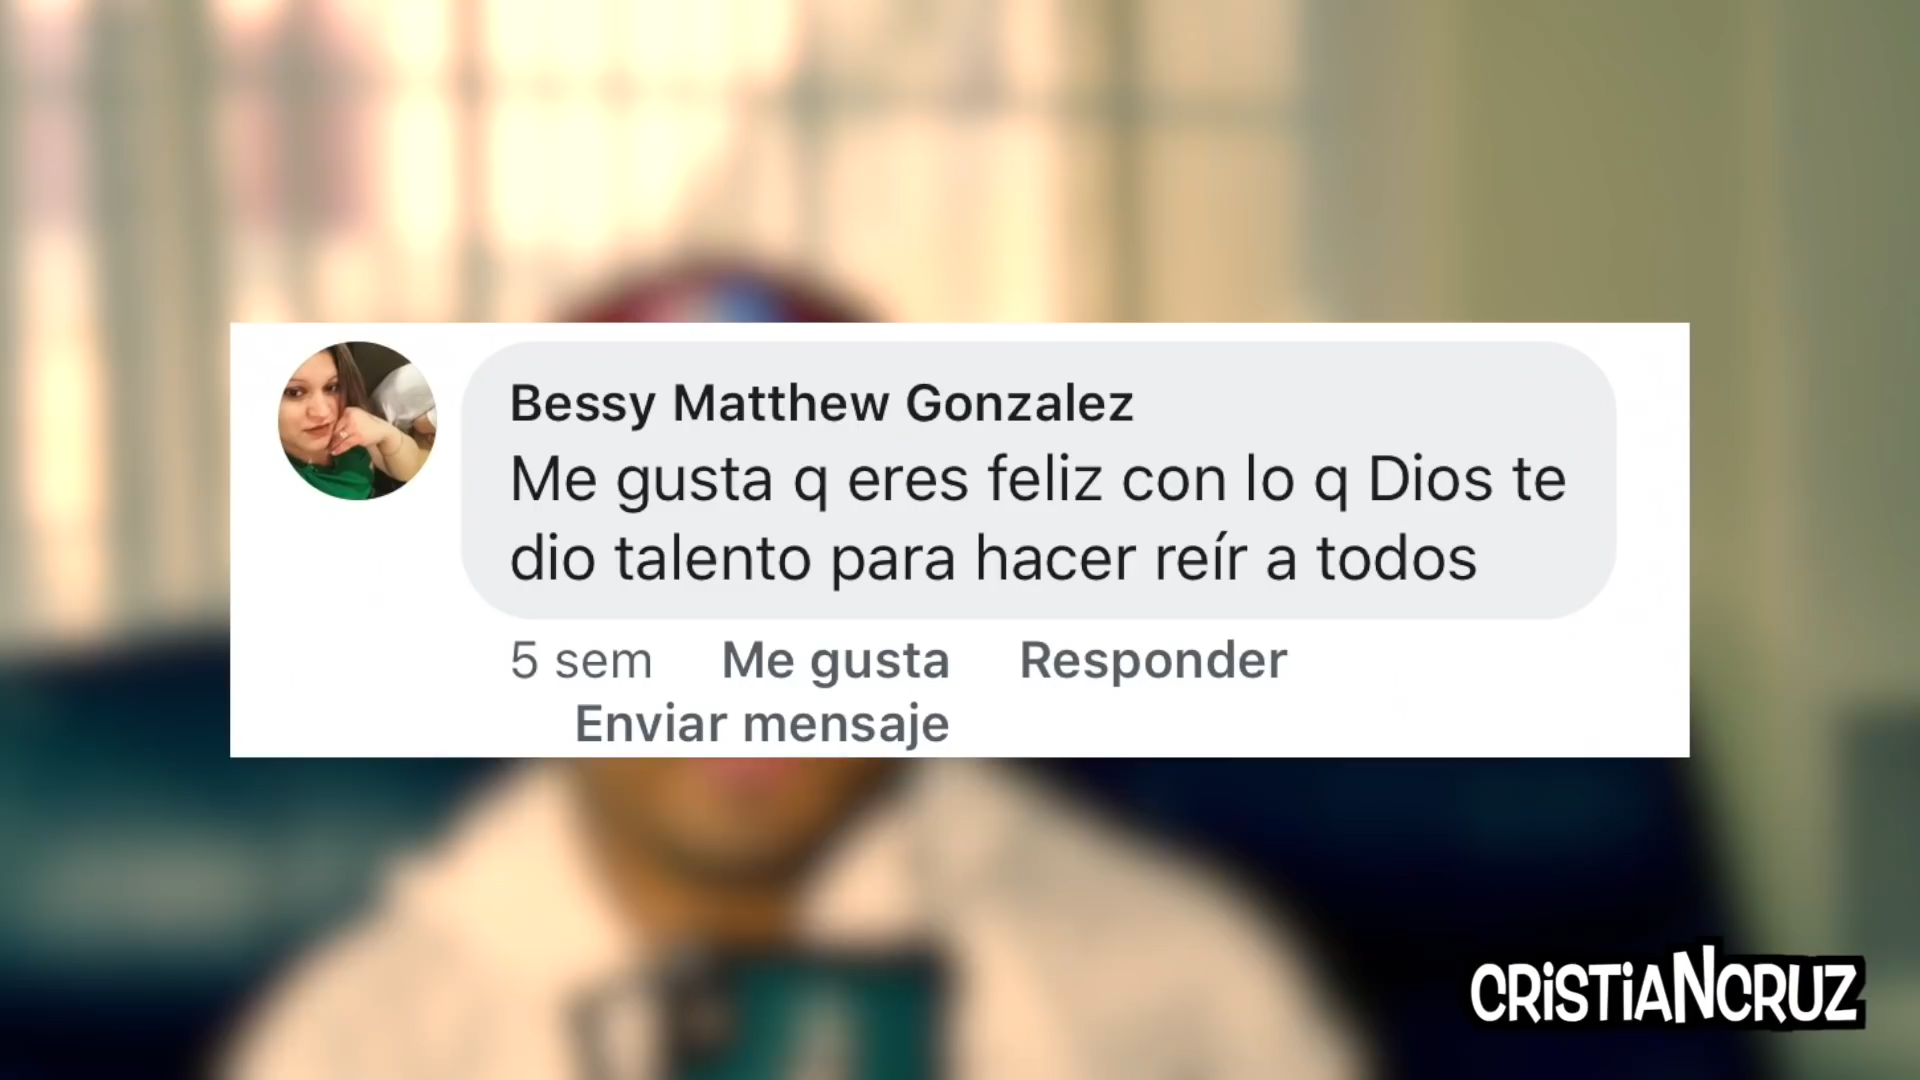 Bessy Matthew Gonzalez
Me gusta q eres feliz con lo q Dios te
dio talento para hacer reír a todos
5 sem Me gusta Responder
Enviar mensaje
CRiSTiANCRUZ